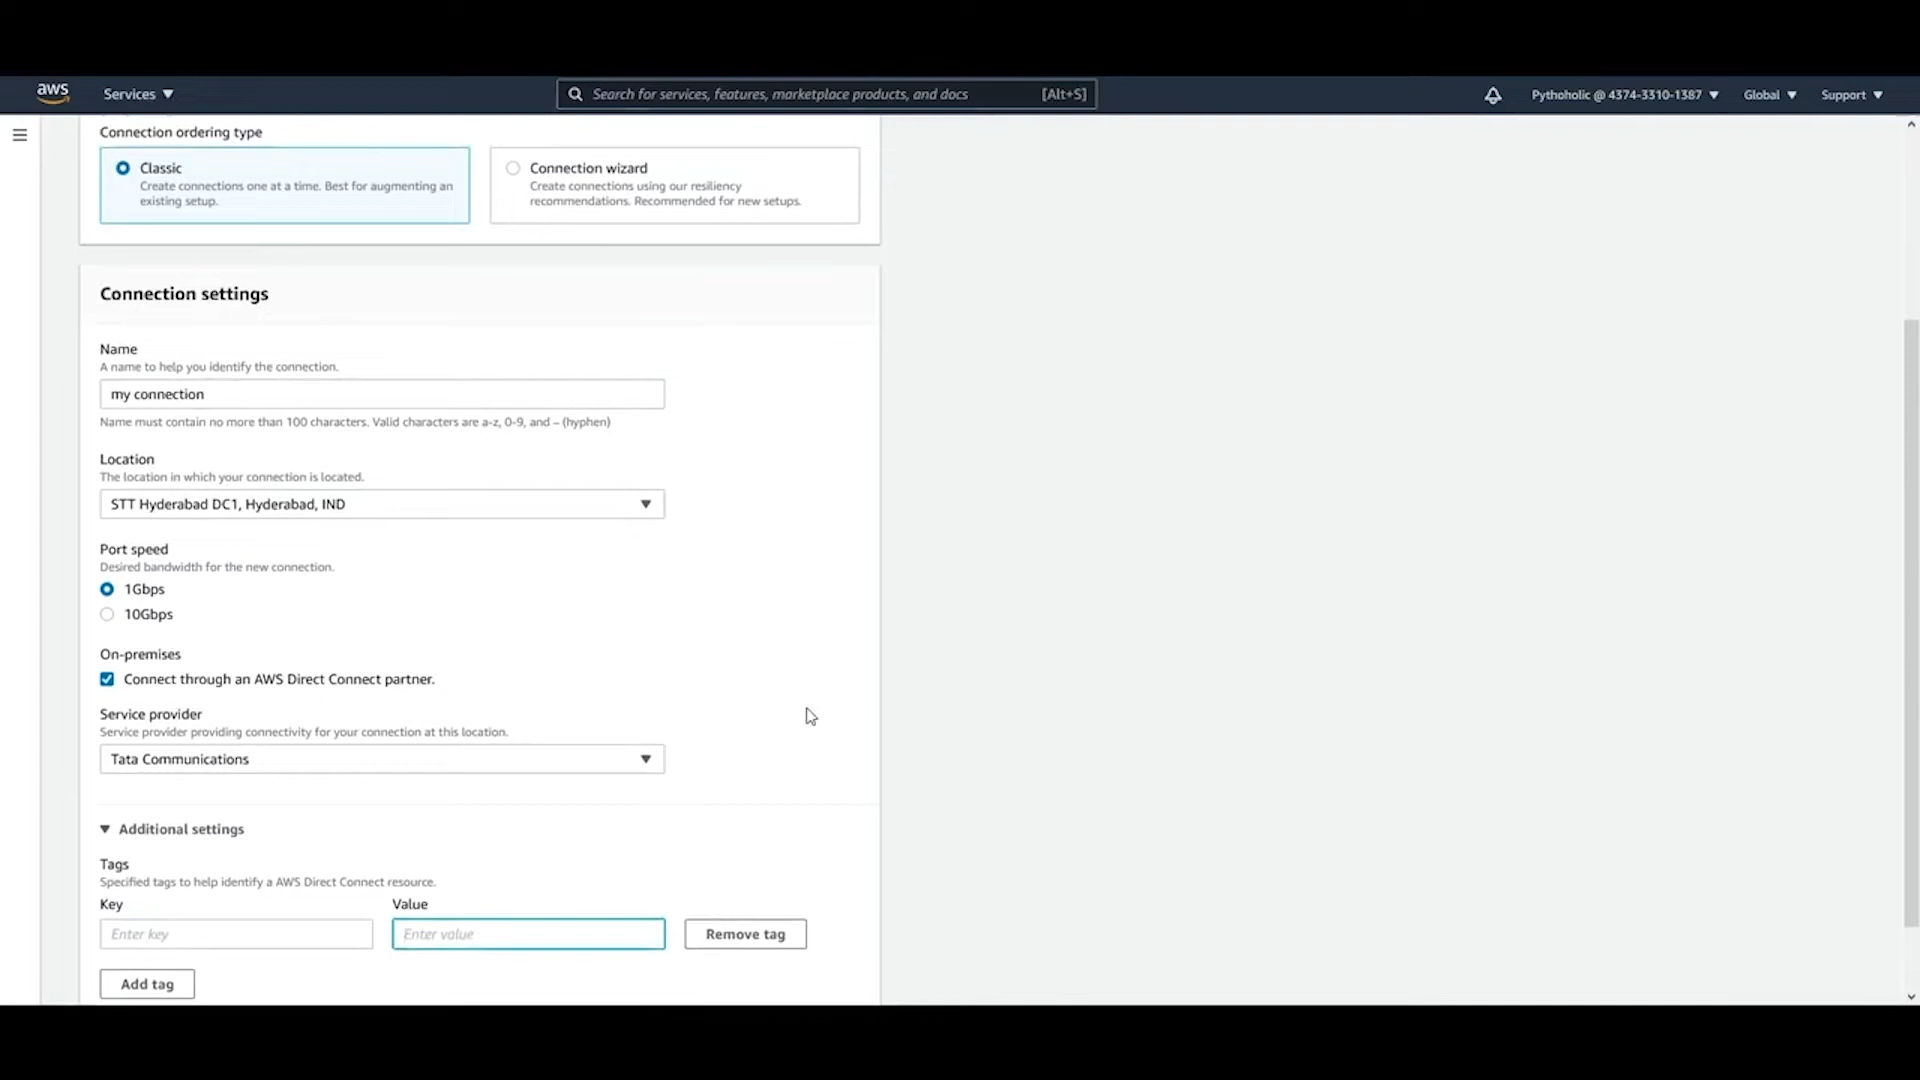 aws
Services ▼
Search for services, features, marketplace products, and docs
[Alt+S]
Pythoholic @ 4374-3310-1387 ▼
Global ▼
Support ▼
Connection ordering type
Classic
Create connections one at a time. Best for augmenting an
existing setup.
Connection wizard
Create connections using our resiliency
recommendations. Recommended for new setups.
Connection settings
Name
A name to help you identify the connection.
my connection
Name must contain no more than 100 characters. Valid characters are a-z, 0-9, and – (hyphen)
Location
The location in which your connection is located.
STT Hyderabad DC1, Hyderabad, IND
Port speed
Desired bandwidth for the new connection.
1Gbps
10Gbps
On-premises
Connect through an AWS Direct Connect partner.
Service provider
Service provider providing connectivity for your connection at this location.
Tata Communications
Additional settings
Tags
Specified tags to help identify a AWS Direct Connect resource.
Key
Value
Enter key
Enter value
Remove tag
Add tag